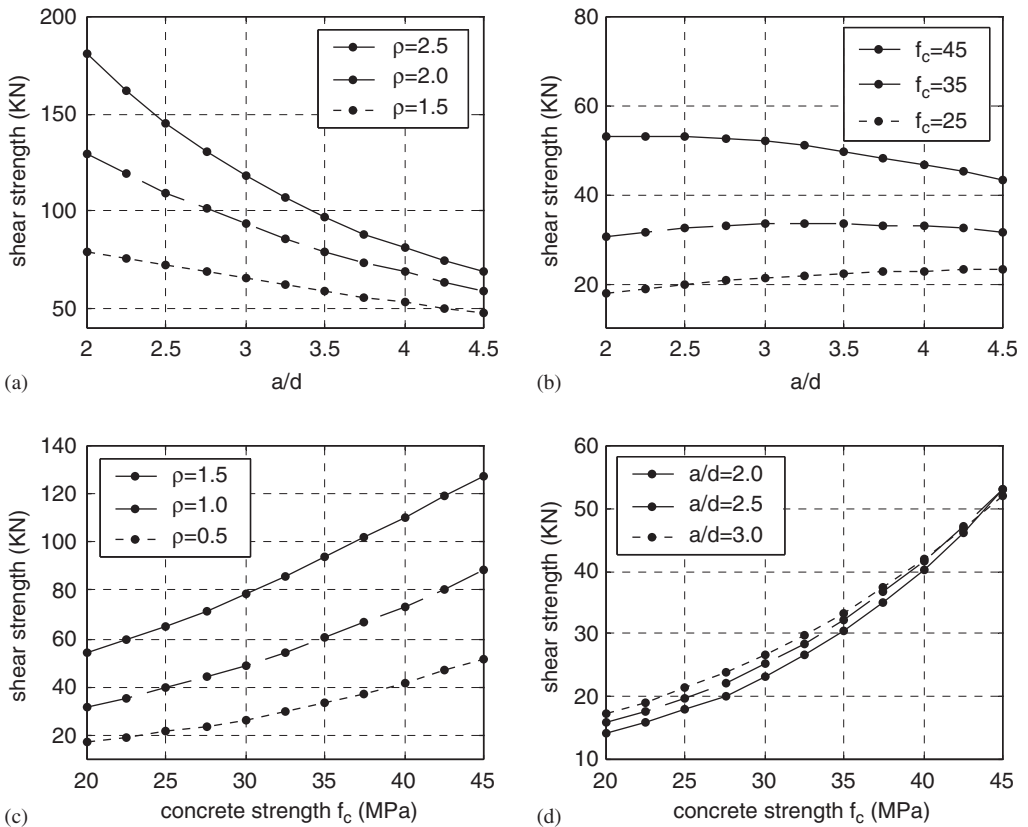 200
150
100
50
shear strength (KN)
ρ=2.5
ρ=2.0
ρ=1.5
2 2.5 3 3.5 4 4.5
(a) a/d
80
60
40
20
shear strength (KN)
f_c=45
f_c=35
f_c=25
2 2.5 3 3.5 4 4.5
(b) a/d
140
120
100
80
60
40
20
shear strength (KN)
ρ=1.5
ρ=1.0
ρ=0.5
20 25 30 35 40 45
(c) concrete strength f_c (MPa)
60
50
40
30
20
10
shear strength (KN)
a/d=2.0
a/d=2.5
a/d=3.0
20 25 30 35 40 45
(d) concrete strength f_c (MPa)